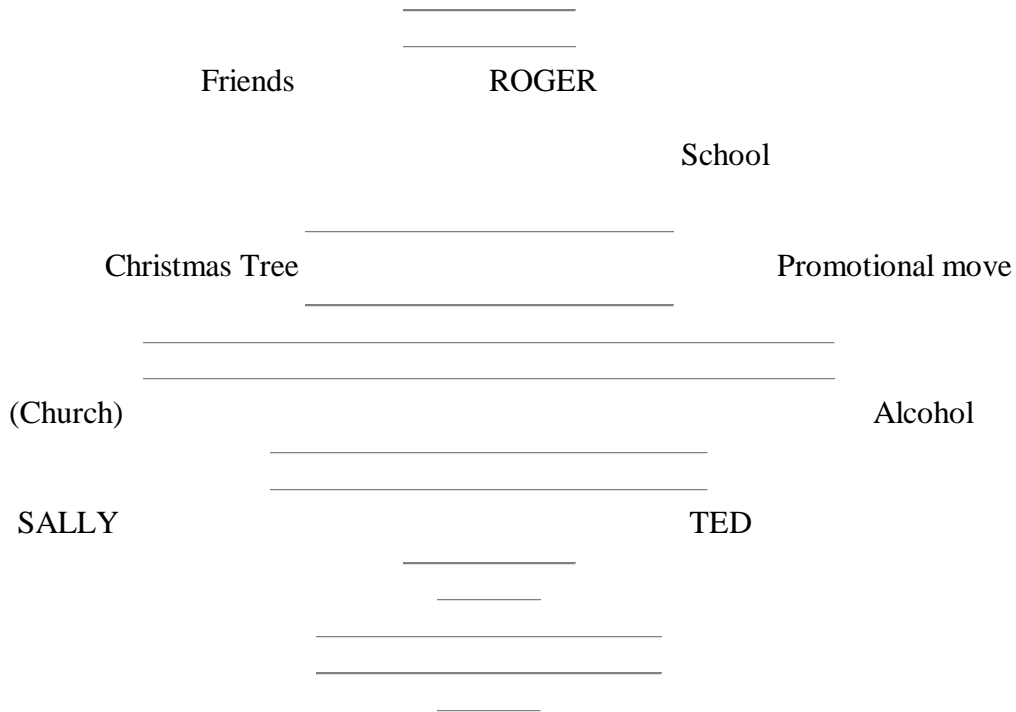 Friends ROGER
School
Christmas Tree Promotional move
(Church) Alcohol
SALLY TED